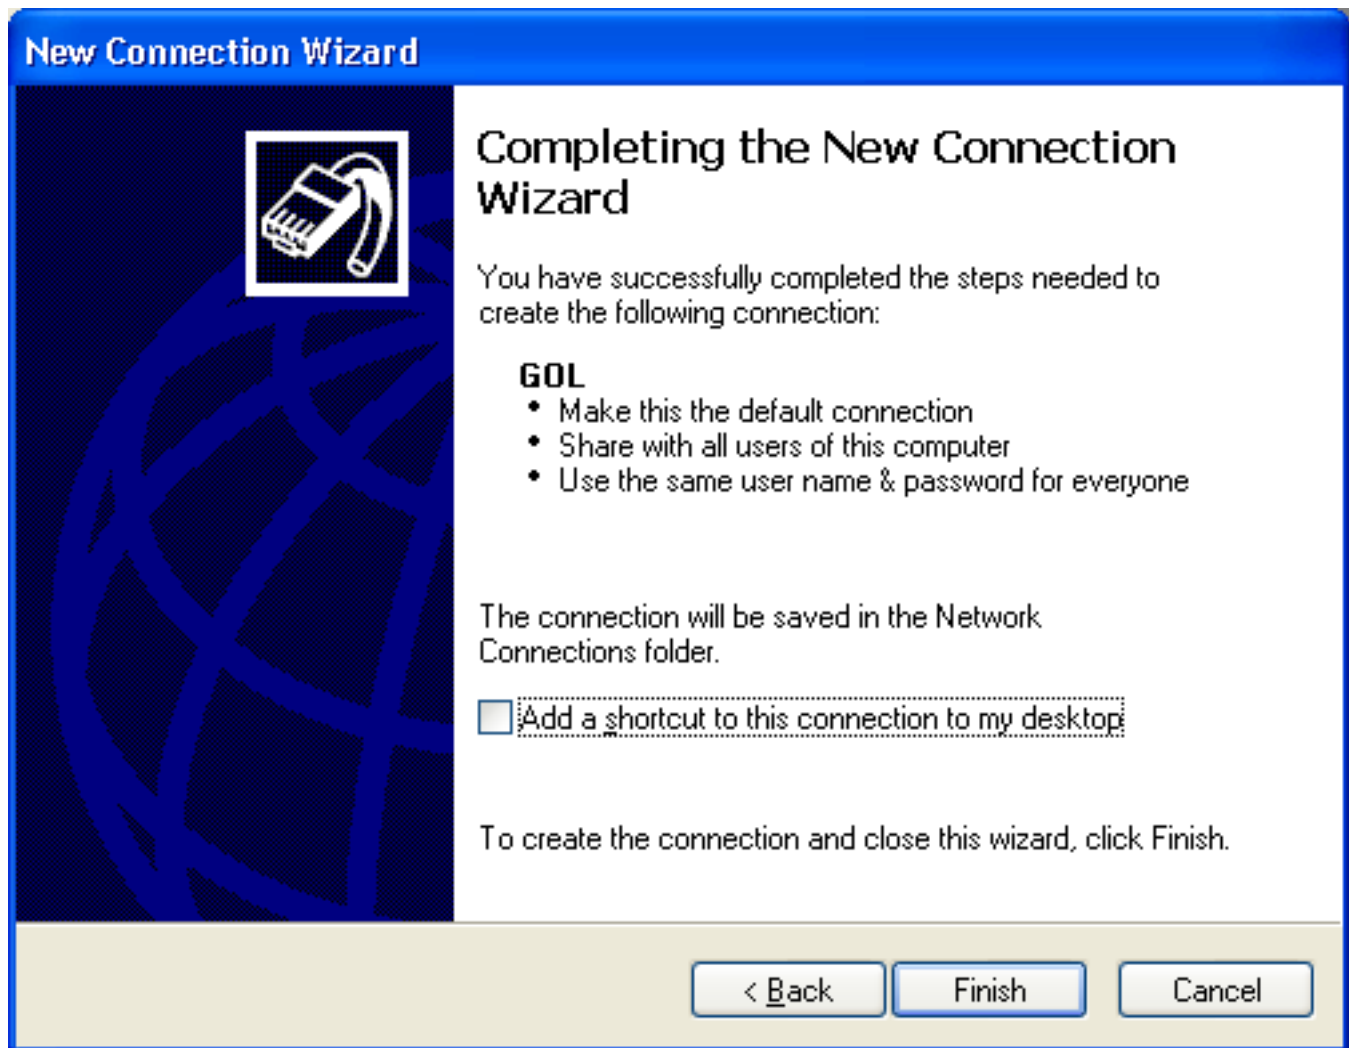 New Connection Wizard
Completing the New Connection
Wizard
You have successfully completed the steps needed to
create the following connection:
GOL
• Make this the default connection
• Share with all users of this computer
• Use the same user name & password for everyone
The connection will be saved in the Network
Connections folder.
Add a shortcut to this connection to my desktop
To create the connection and close this wizard, click Finish.
< Back Finish Cancel